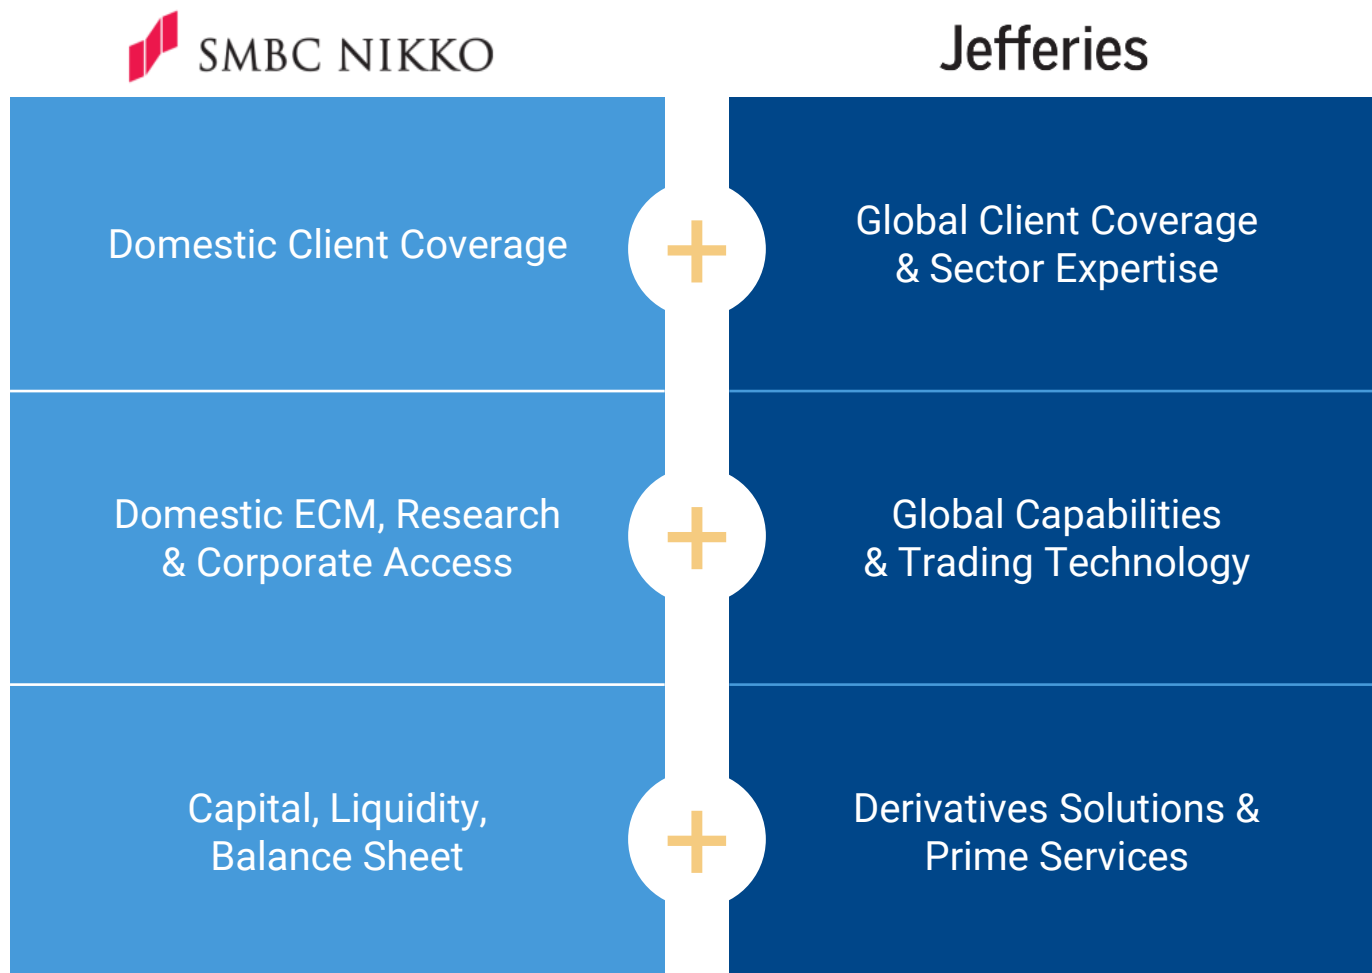 SMBC NIKKO
Jefferies
Domestic Client Coverage
+
Global Client Coverage
& Sector Expertise
Domestic ECM, Research
& Corporate Access
+
Global Capabilities
& Trading Technology
Capital, Liquidity,
Balance Sheet
+
Derivatives Solutions &
Prime Services